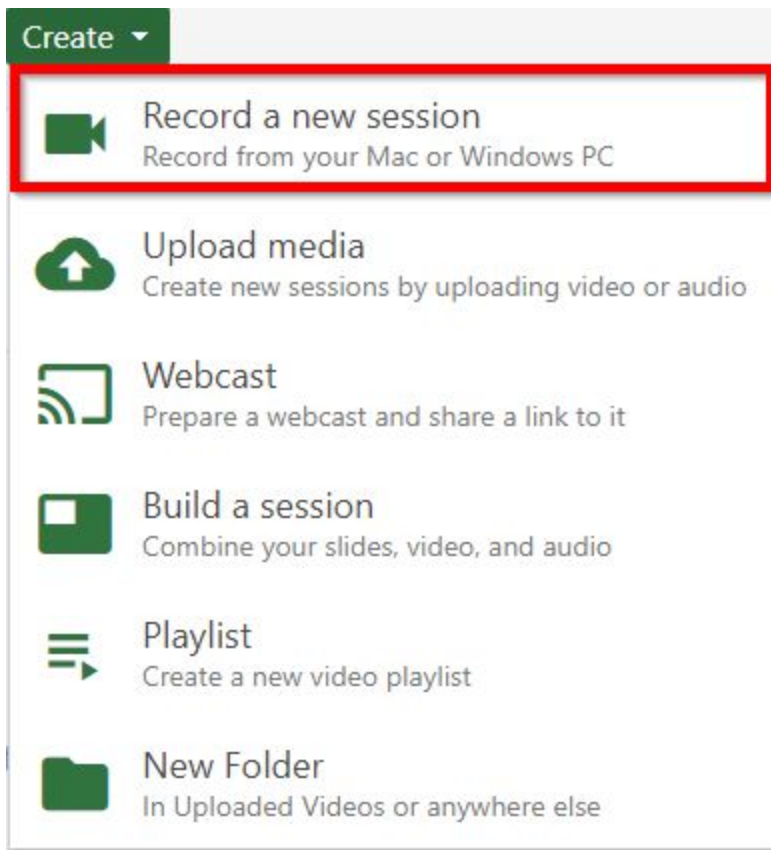 Create
Record a new session
Record from your Mac or Windows PC
Upload media
Create new sessions by uploading video or audio
Webcast
Prepare a webcast and share a link to it
Build a session
Combine your slides, video, and audio
Playlist
Create a new video playlist
New Folder
In Uploaded Videos or anywhere else